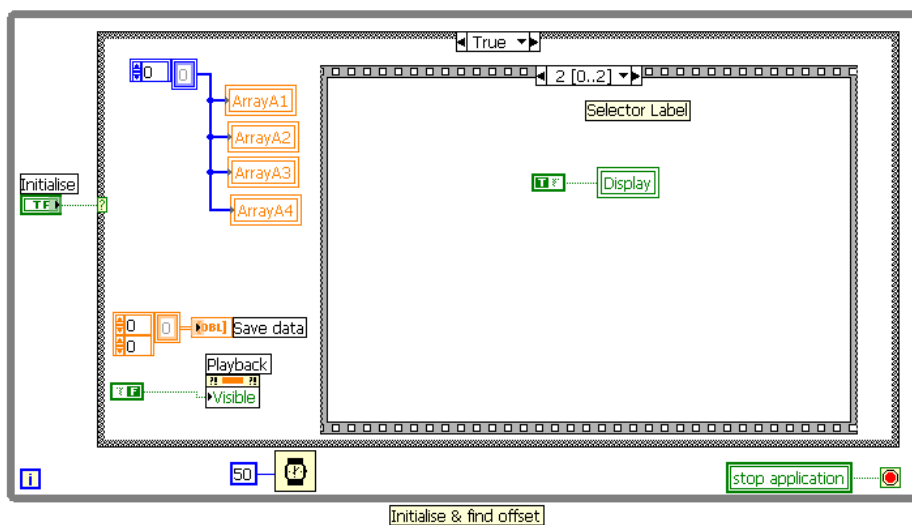 True
0 0
2 [0..2]
ArrayA1
Selector Label
ArrayA2
ArrayA3
T
Display
Initialise
TF
ArrayA4
?
0 0
0
DBL]
Save data
Playback
?! ?!
F
Visible
i
50
stop application
Initialise & find offset